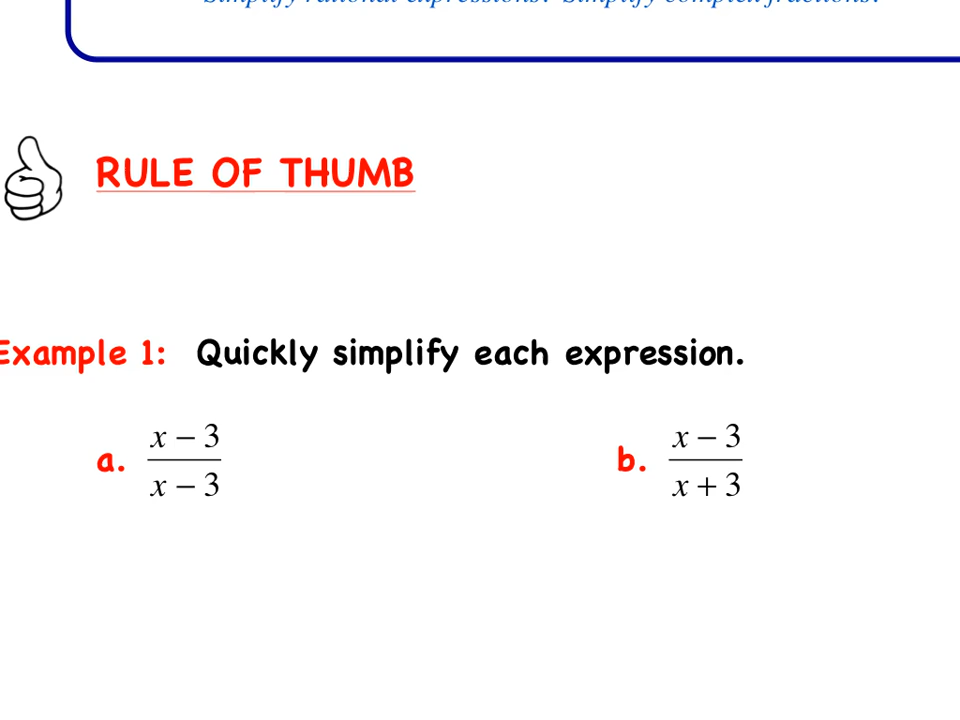 Simplify rational expressions. Simplify complex fractions.
RULE OF THUMB
Example 1: Quickly simplify each expression.
a. x − 3 / x − 3 b. x − 3 / x + 3